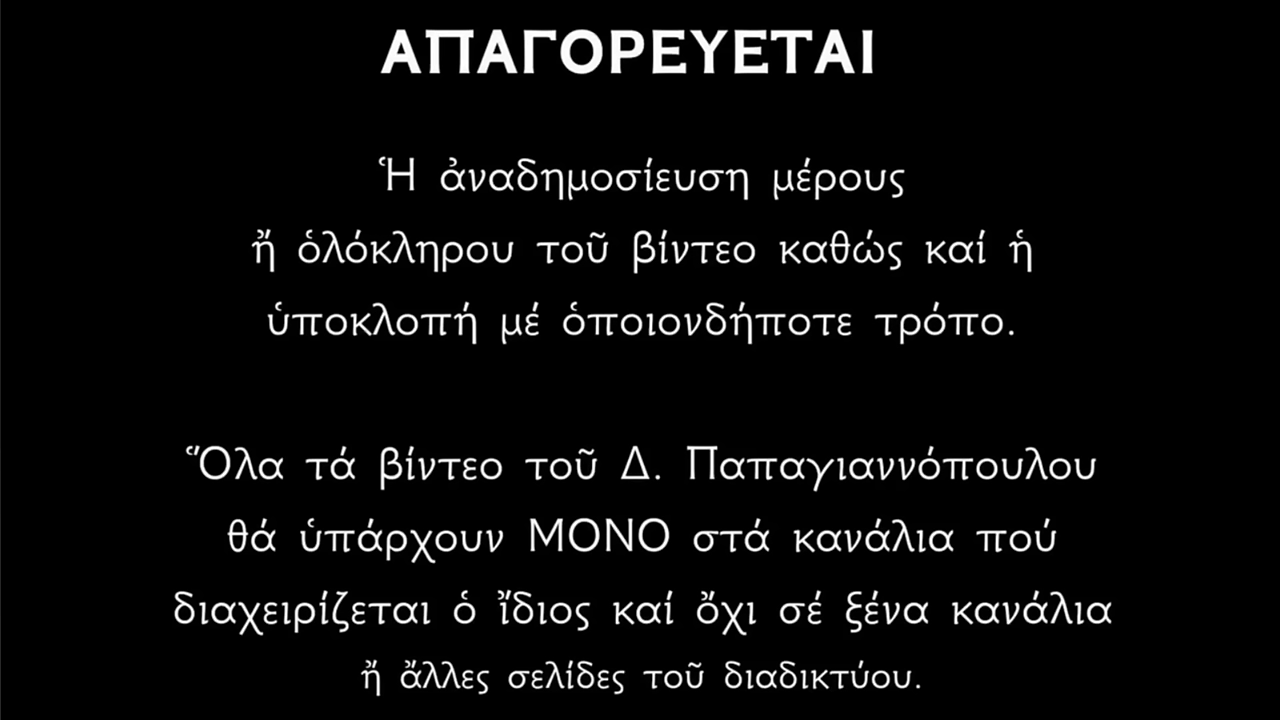 ΑΠΑΓΟΡΕΥΕΤΑΙ
Ἡ ἀναδημοσίευση μέρους
ἤ ὁλόκληρου τοῦ βίντεο καθώς καί ἡ
ὑποκλοπή μέ ὁποιονδήποτε τρόπο.
Ὅλα τά βίντεο τοῦ Δ. Παπαγιαννόπουλου
θά ὑπάρχουν ΜΟΝΟ στά κανάλια πού
διαχειρίζεται ὁ ἴδιος καί ὄχι σέ ξένα κανάλια
ἤ ἄλλες σελίδες τοῦ διαδικτύου.